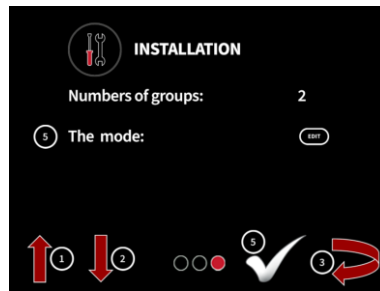 INSTALLATION
Numbers of groups: 2
5 The mode: EDIT
1 2 5 3